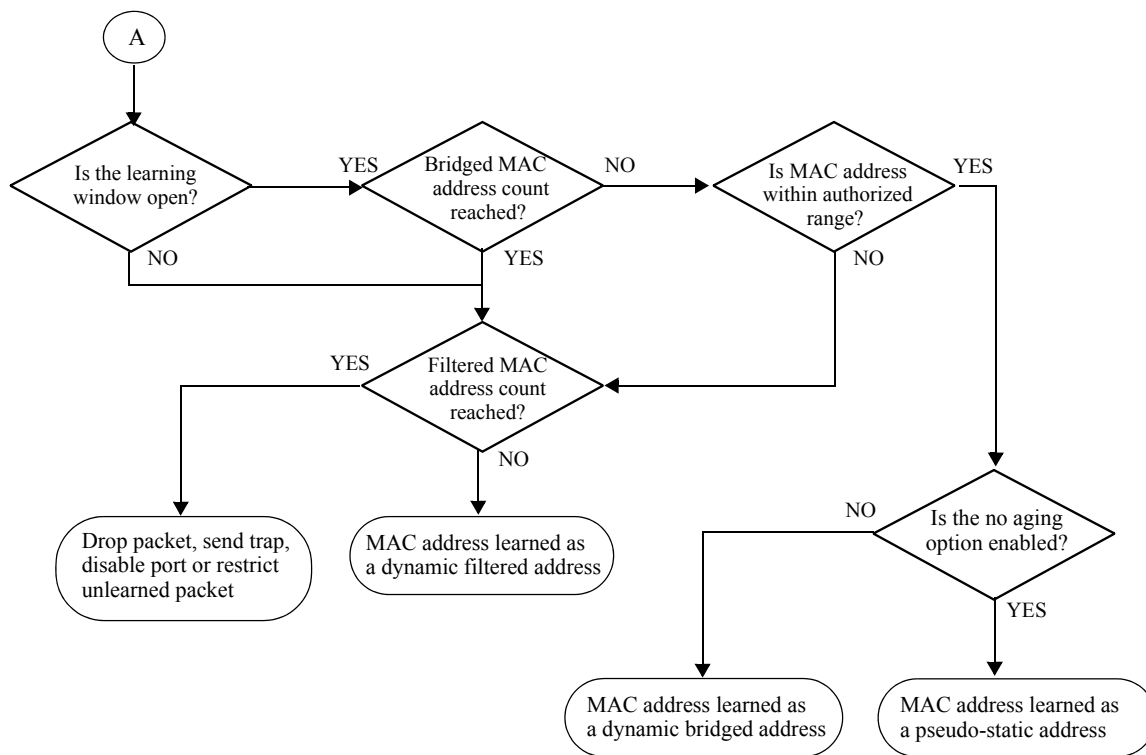 A
Is the learning
window open?
YES
Bridged MAC
address count
reached?
NO
Is MAC address
within authorized
range?
YES
NO
YES
NO
YES
Filtered MAC
address count
reached?
NO
Drop packet, send trap,
disable port or restrict
unlearned packet
MAC address learned as
a dynamic filtered address
NO
Is the no aging
option enabled?
YES
MAC address learned as
a dynamic bridged address
MAC address learned as
a pseudo-static address